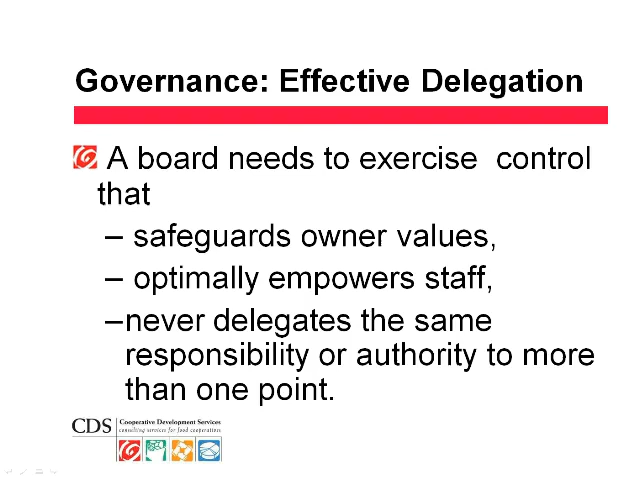 Governance: Effective Delegation
A board needs to exercise control
that
– safeguards owner values,
– optimally empowers staff,
–never delegates the same
responsibility or authority to more
than one point.
CDS Cooperative Development Services
consulting services for food cooperatives